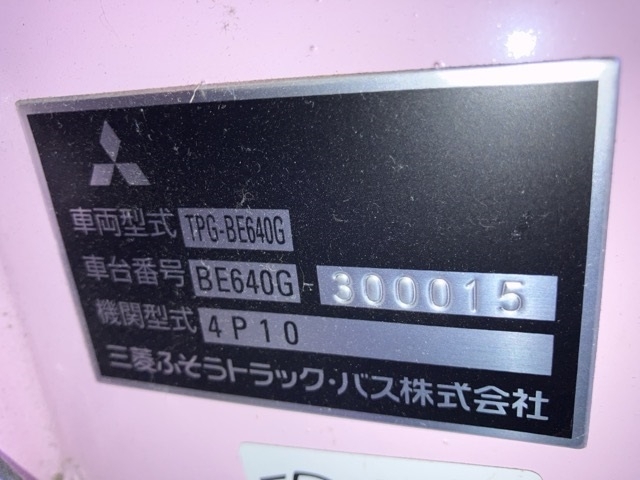 車両型式 TPG-BE640G
車台番号 BE640G-300015
機関型式 4P10
三菱ふそうトラック・バス株式会社